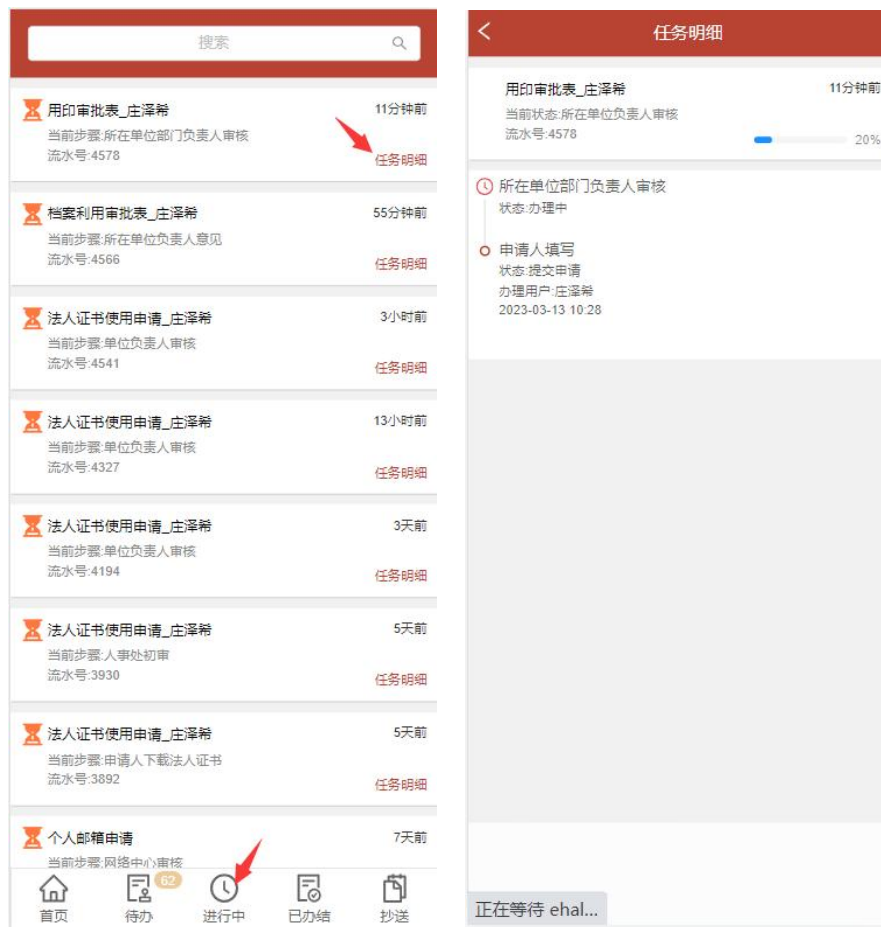 搜索
用印审批表_庄泽希
11分钟前
当前步骤:所在单位部门负责人审核
流水号:4578
任务明细
档案利用审批表_庄泽希
55分钟前
当前步骤:所在单位负责人意见
流水号:4566
任务明细
法人证书使用申请_庄泽希
3小时前
当前步骤:单位负责人审核
流水号:4541
任务明细
法人证书使用申请_庄泽希
13小时前
当前步骤:单位负责人审核
流水号:4327
任务明细
法人证书使用申请_庄泽希
3天前
当前步骤:单位负责人审核
流水号:4194
任务明细
法人证书使用申请_庄泽希
5天前
当前步骤:人事处初审
流水号:3930
任务明细
法人证书使用申请_庄泽希
5天前
当前步骤:申请人下载法人证书
流水号:3892
任务明细
个人邮箱申请
7天前
当前步骤:网络中心审核
62
首页
待办
进行中
已办结
抄送
任务明细
用印审批表_庄泽希
11分钟前
当前状态:所在单位负责人审核
流水号:4578
20%
所在单位部门负责人审核
状态:办理中
申请人填写
状态:提交申请
办理用户:庄泽希
2023-03-13 10:28
正在等待 ehal...